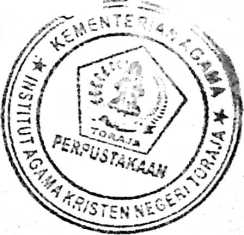 KEMENTERIAN AGAMA
TORAJA
PERPUSTAKAAN
INSTITUT AGAMA KRISTEN NEGERI TORAJA